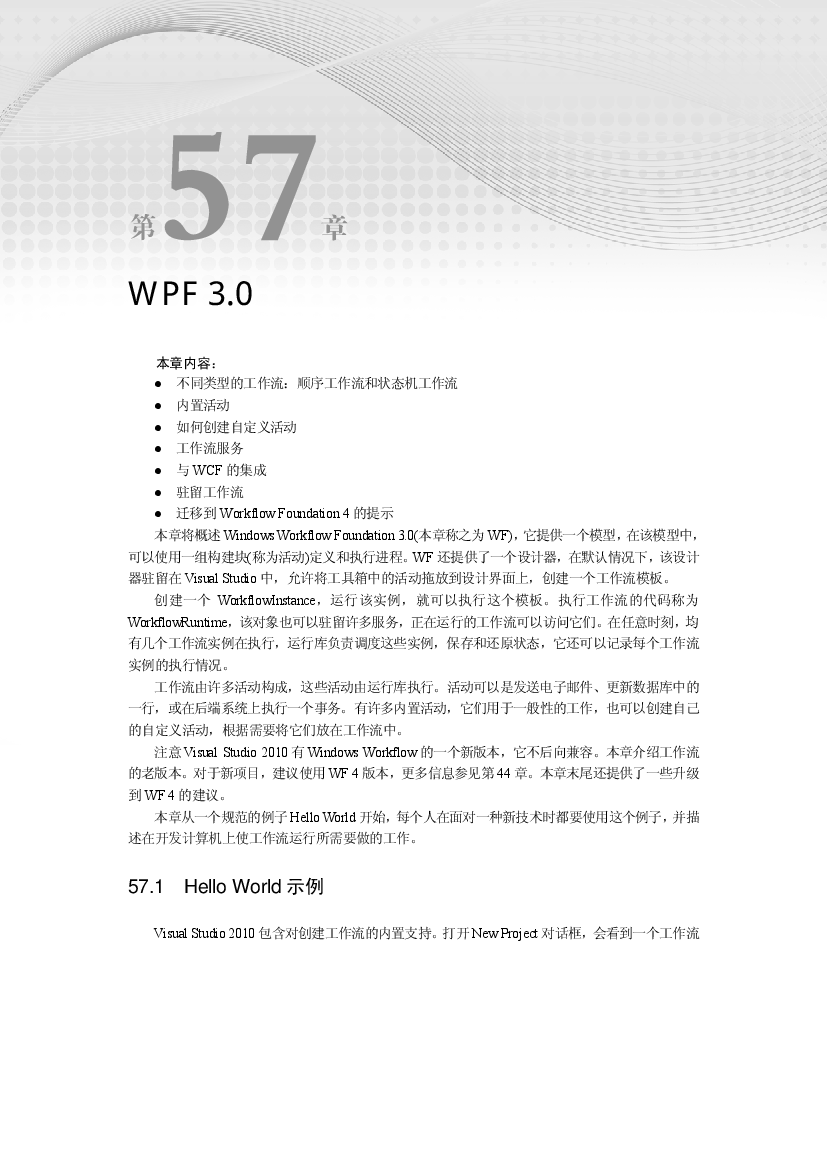 第57章
WPF 3.0
本章内容：
● 不同类型的工作流：顺序工作流和状态机工作流
● 内置活动
● 如何创建自定义活动
● 工作流服务
● 与 WCF 的集成
● 驻留工作流
● 迁移到 Workflow Foundation 4 的提示
本章将概述 Windows Workflow Foundation 3.0(本章称之为 WF)，它提供一个模型，在该模型中，
可以使用一组构建块(称为活动)定义和执行进程。WF 还提供了一个设计器，在默认情况下，该设计
器驻留在 Visual Studio 中，允许将工具箱中的活动拖放到设计界面上，创建一个工作流模板。
创建一个 WorkflowInstance，运行该实例，就可以执行这个模板。执行工作流的代码称为
WorkflowRuntime，该对象也可以驻留许多服务，正在运行的工作流可以访问它们。在任意时刻，均
有几个工作流实例在执行，运行库负责调度这些实例，保存和还原状态，它还可以记录每个工作流
实例的执行情况。
工作流由许多活动构成，这些活动由运行库执行。活动可以是发送电子邮件、更新数据库中的
一行，或在后端系统上执行一个事务。有许多内置活动，它们用于一般性的工作，也可以创建自己
的自定义活动，根据需要将它们放在工作流中。
注意 Visual Studio 2010 有 Windows Workflow 的一个新版本，它不后向兼容。本章介绍工作流
的老版本。对于新项目，建议使用 WF 4 版本，更多信息参见第 44 章。本章末尾还提供了一些升级
到 WF 4 的建议。
本章从一个规范的例子 Hello World 开始，每个人在面对一种新技术时都要使用这个例子，并描
述在开发计算机上使工作流运行所需要做的工作。
57.1 Hello World 示例
Visual Studio 2010 包含对创建工作流的内置支持。打开 New Project 对话框，会看到一个工作流